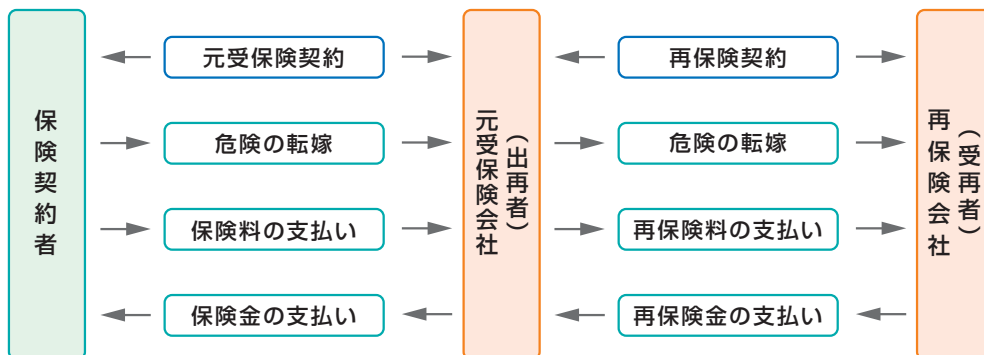 保険契約者
元受保険契約
危険の転嫁
保険料の支払い
保険金の支払い
元受保険会社
（出再者）
再保険契約
危険の転嫁
再保険料の支払い
再保険金の支払い
再保険会社
（受再者）